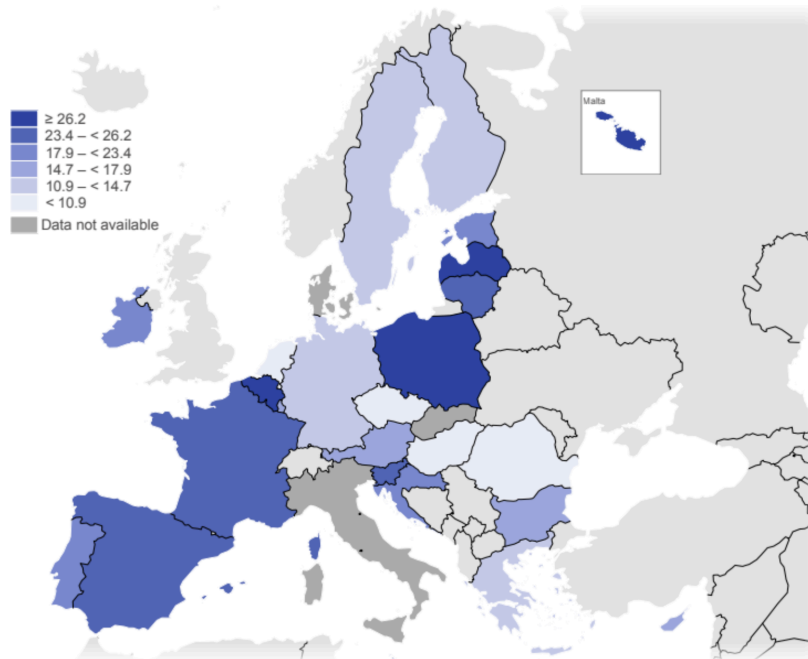 ≥ 26.2
23.4 – < 26.2
17.9 – < 23.4
14.7 – < 17.9
10.9 – < 14.7
< 10.9
Data not available
Malta